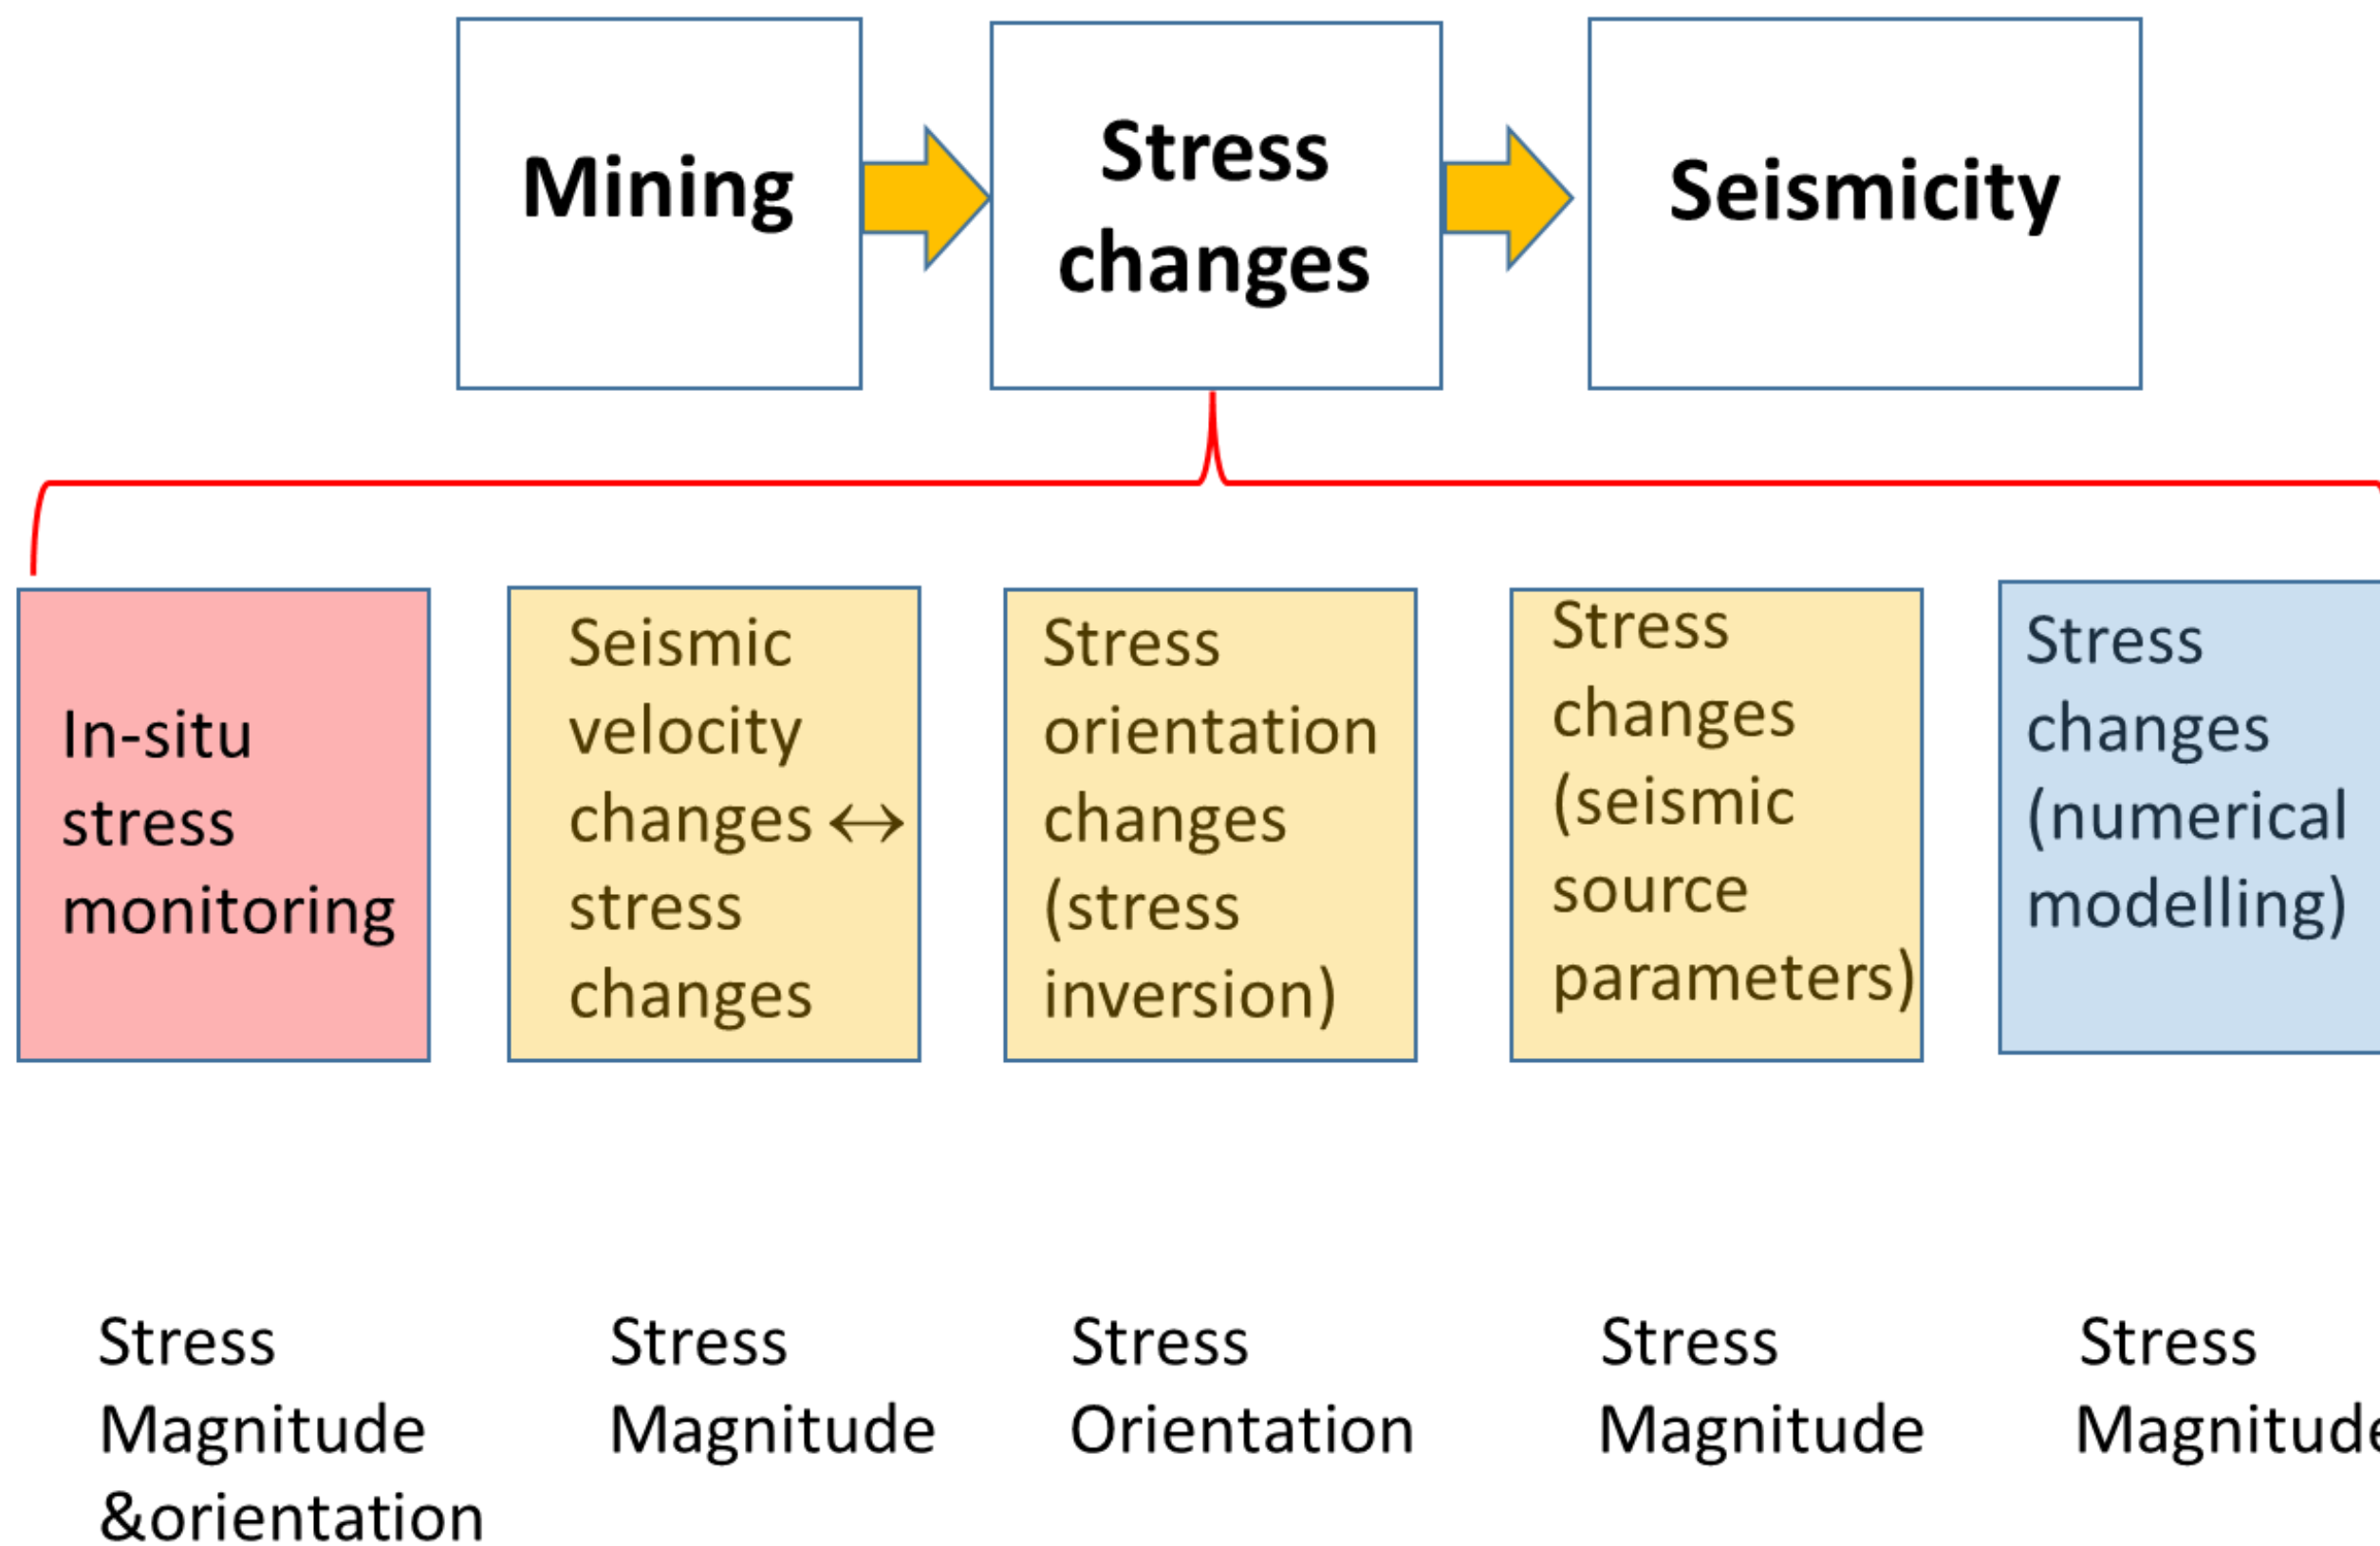 Mining
Stress
changes
Seismicity
In-situ
stress
monitoring
Seismic
velocity
changes ↔
stress
changes
Stress
orientation
changes
(stress
inversion)
Stress
changes
(seismic
source
parameters)
Stress
changes
(numerical
modelling)
Stress
Magnitude
&orientation
Stress
Magnitude
Stress
Orientation
Stress
Magnitude
Stress
Magnitude